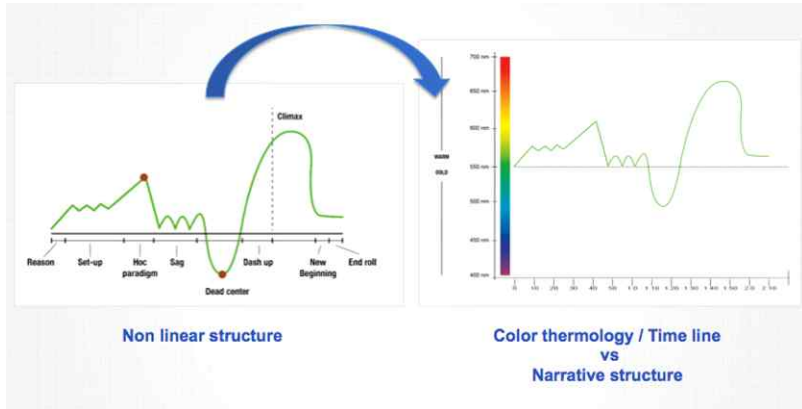 Climax
Reason
Set-up
Hoc
paradigm
Sag
Dash up
New
Beginning
End roll
Dead center
Non linear structure
700 nm
650 nm
600 nm
550 nm
500 nm
450 nm
400 nm
WARM
COLD
Color thermology / Time line
vs
Narrative structure